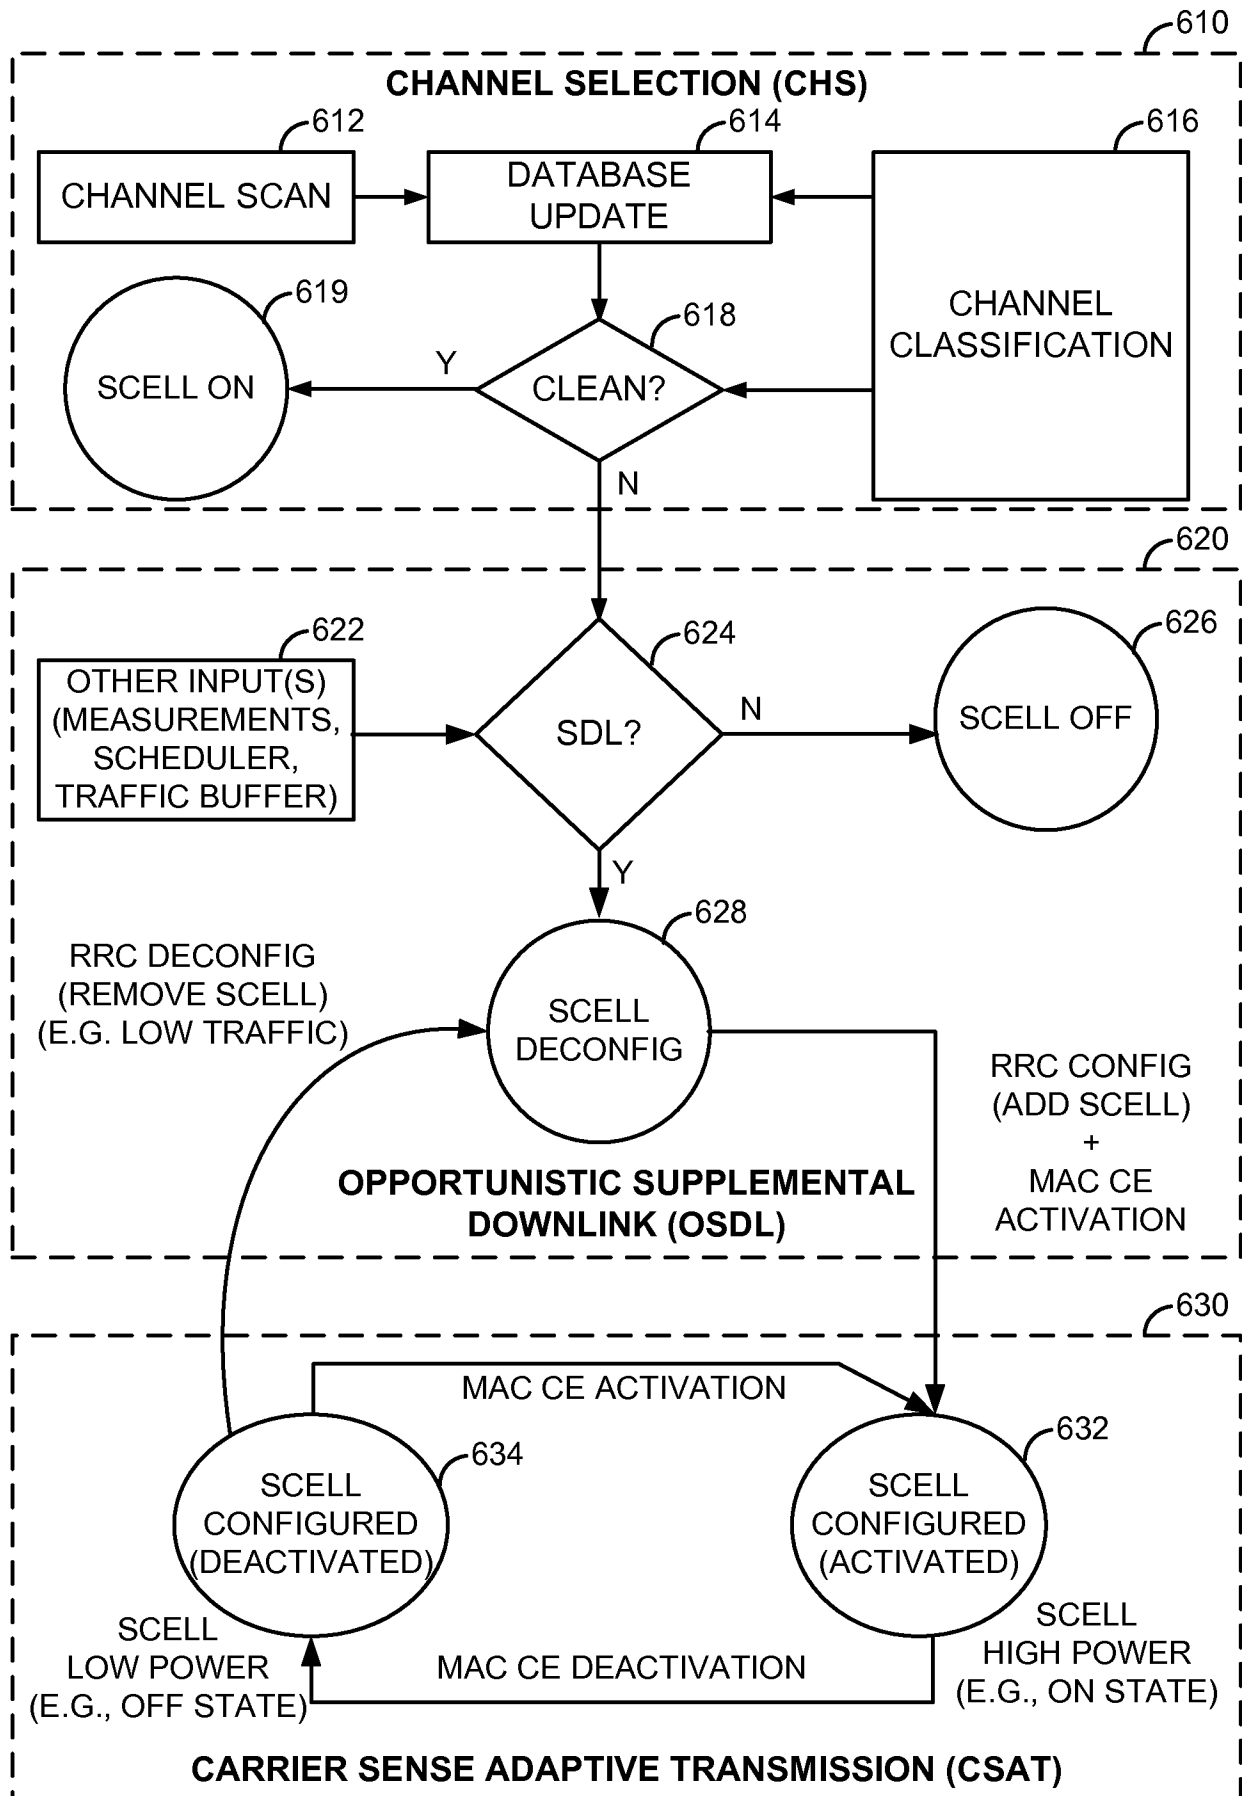 610
CHANNEL SELECTION (CHS)
612
614
616
CHANNEL SCAN
DATABASE
UPDATE
CHANNEL
CLASSIFICATION
619
618
SCELL ON
Y
CLEAN?
N
620
622
624
626
OTHER INPUT(S)
(MEASUREMENTS,
SCHEDULER,
TRAFFIC BUFFER)
SDL?
N
SCELL OFF
Y
628
RRC DECONFIG
(REMOVE SCELL)
(E.G. LOW TRAFFIC)
SCELL
DECONFIG
RRC CONFIG
(ADD SCELL)
+
MAC CE
ACTIVATION
OPPORTUNISTIC SUPPLEMENTAL
DOWNLINK (OSDL)
630
MAC CE ACTIVATION
634
632
SCELL
CONFIGURED
(DEACTIVATED)
SCELL
CONFIGURED
(ACTIVATED)
SCELL
LOW POWER
(E.G., OFF STATE)
MAC CE DEACTIVATION
SCELL
HIGH POWER
(E.G., ON STATE)
CARRIER SENSE ADAPTIVE TRANSMISSION (CSAT)